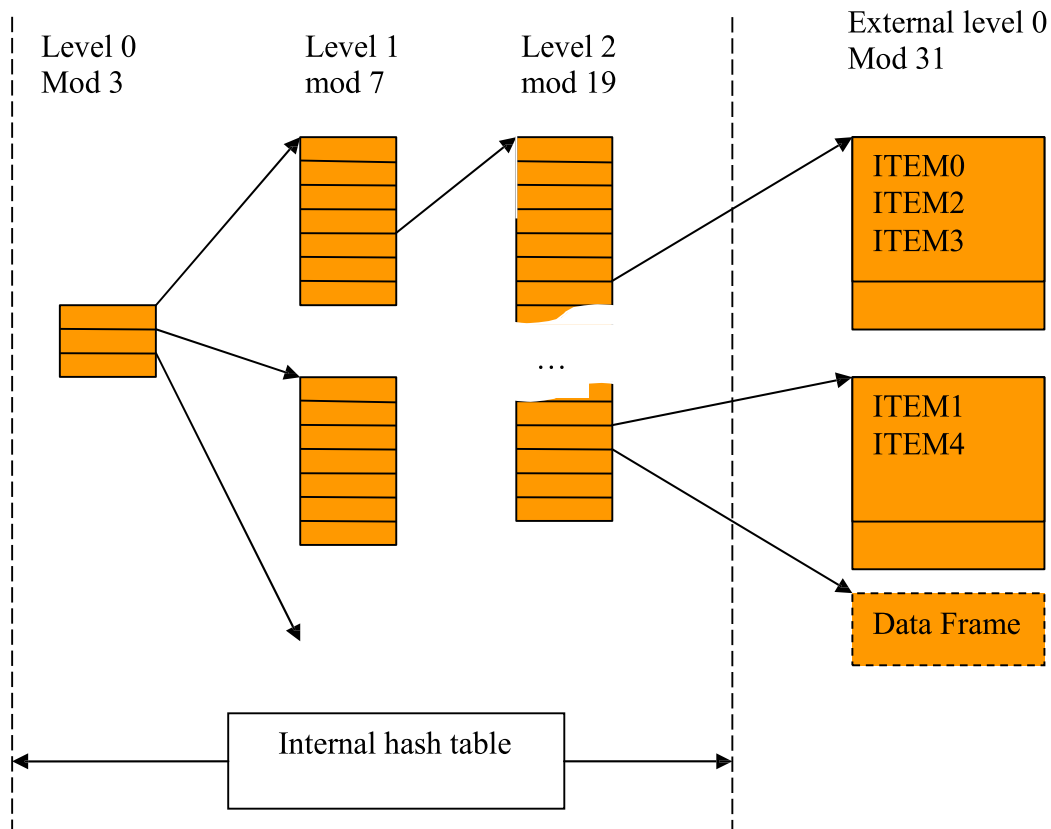 Level 0
Mod 3
Level 1
mod 7
Level 2
mod 19
External level 0
Mod 31
ITEM0
ITEM2
ITEM3
…
ITEM1
ITEM4
Data Frame
Internal hash table